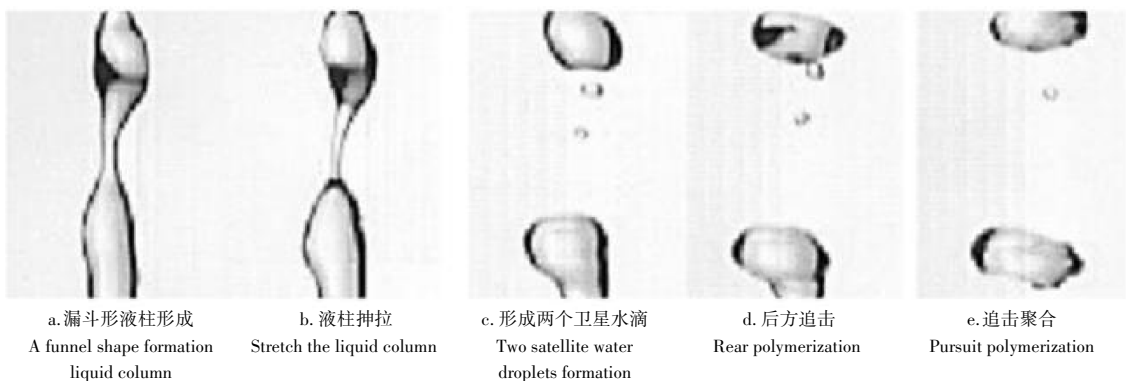 a.漏斗形液柱形成
A funnel shape formation
liquid column
b. 液柱抻拉
Stretch the liquid column
c. 形成两个卫星水滴
Two satellite water
droplets formation
d. 后方追击
Rear polymerization
e.追击聚合
Pursuit polymerization